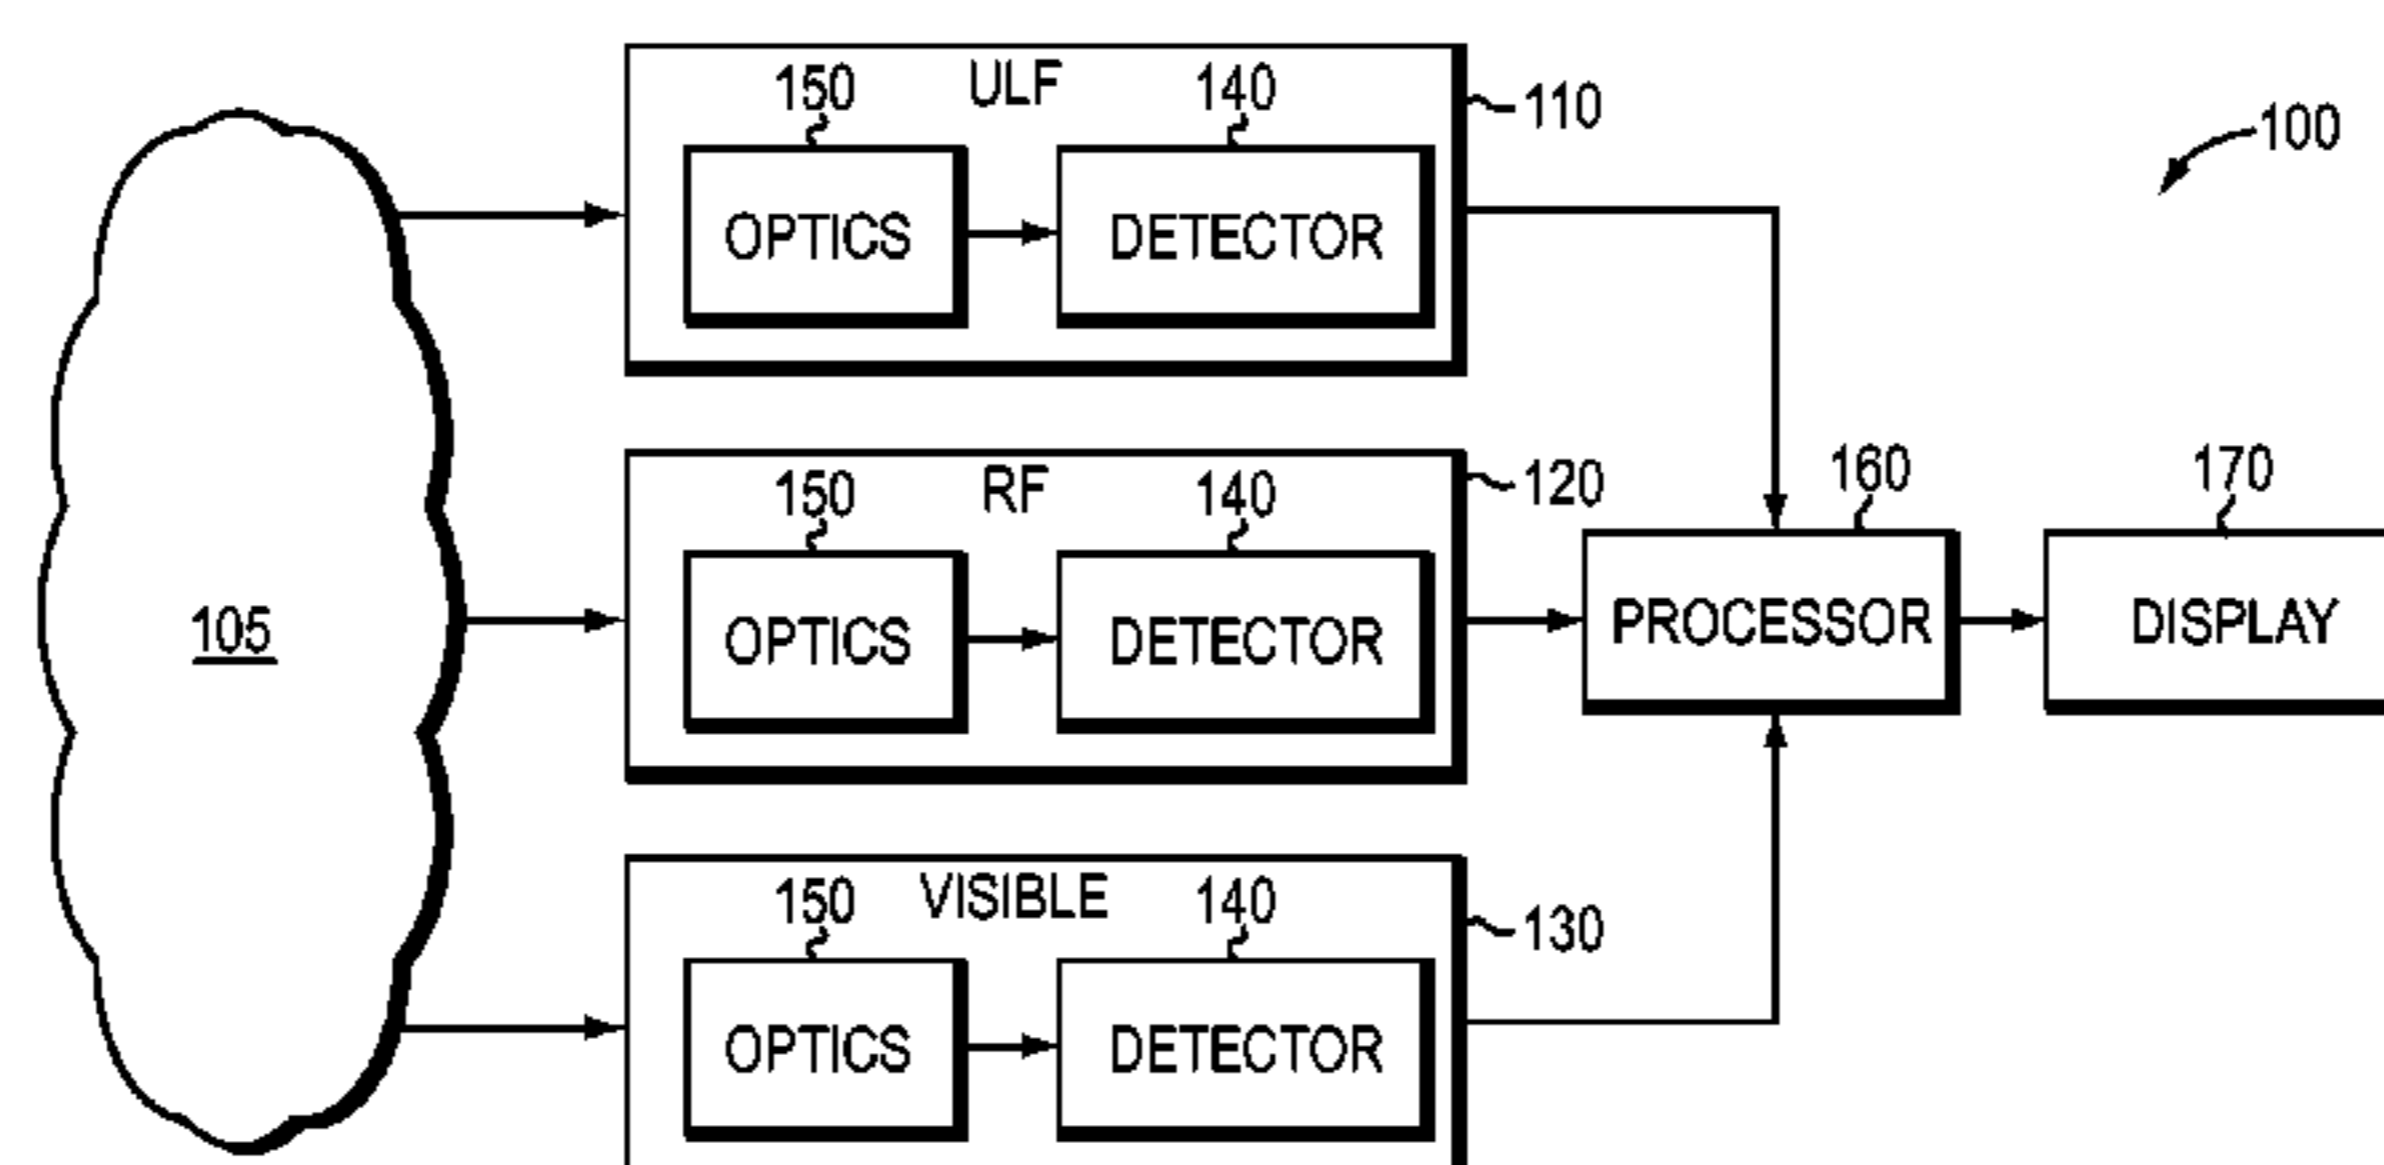 150 ULF 140
110
100
OPTICS DETECTOR
150 RF 140
120
160
170
OPTICS DETECTOR
PROCESSOR
DISPLAY
105
150 VISIBLE 140
130
OPTICS DETECTOR